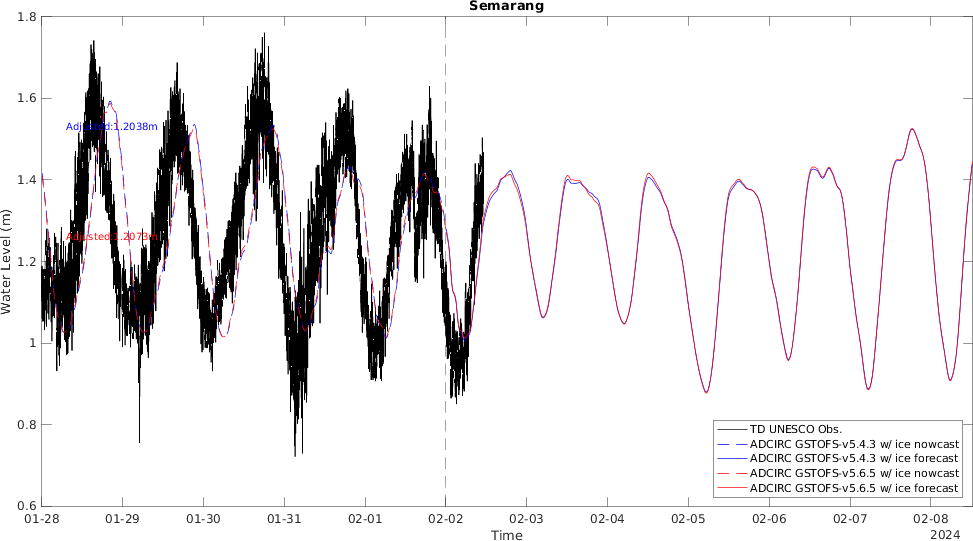 Semarang
1.8
1.6
1.4
1.2
1
0.8
0.6
Water Level (m)
Adjusted:1.2038m
Adjusted:1.2073m
01-28
01-29
01-30
01-31
02-01
02-02
02-03
02-04
02-05
02-06
02-07
02-08
Time
2024
TD UNESCO Obs.
ADCIRC GSTOFS-v5.4.3 w/ ice nowcast
ADCIRC GSTOFS-v5.4.3 w/ ice forecast
ADCIRC GSTOFS-v5.6.5 w/ ice nowcast
ADCIRC GSTOFS-v5.6.5 w/ ice forecast